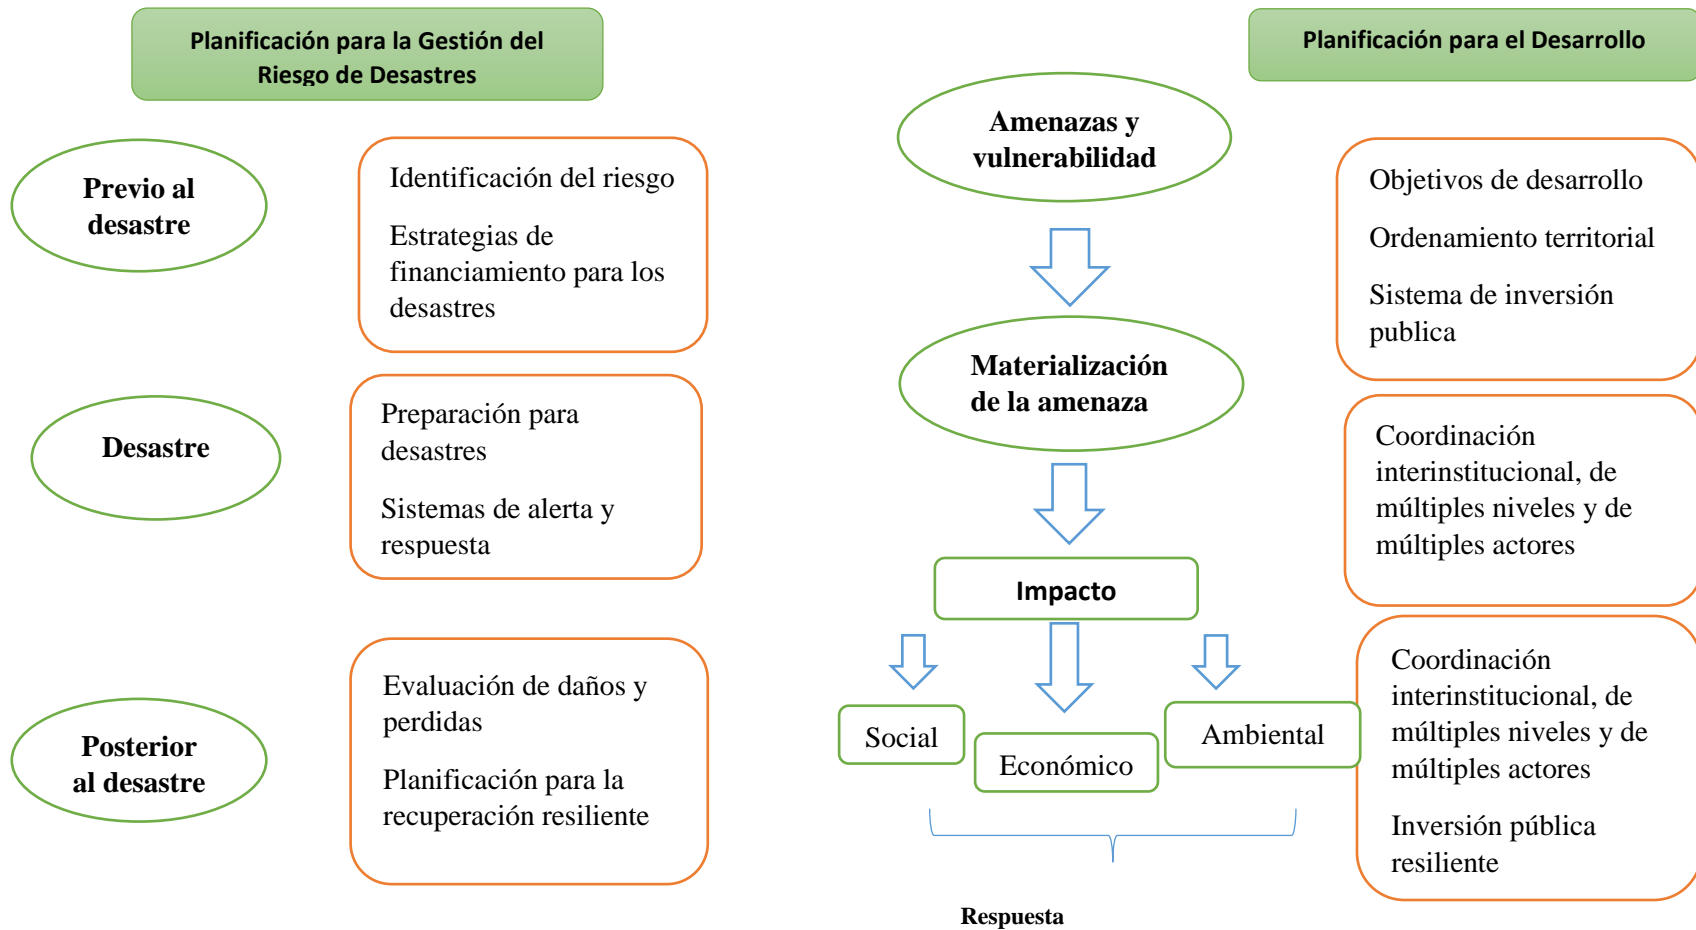 Planificación para la Gestión del
Riesgo de Desastres
Previo al
desastre
Identificación del riesgo
Estrategias de
financiamiento para los
desastres
Desastre
Preparación para
desastres
Sistemas de alerta y
respuesta
Posterior
al desastre
Evaluación de daños y
perdidas
Planificación para la
recuperación resiliente
Amenazas y
vulnerabilidad
Materialización
de la amenaza
Impacto
Social
Económico
Ambiental
Respuesta
Planificación para el Desarrollo
Objetivos de desarrollo
Ordenamiento territorial
Sistema de inversión
publica
Coordinación
interinstitucional, de
múltiples niveles y de
múltiples actores
Coordinación
interinstitucional, de
múltiples niveles y de
múltiples actores
Inversión pública
resiliente